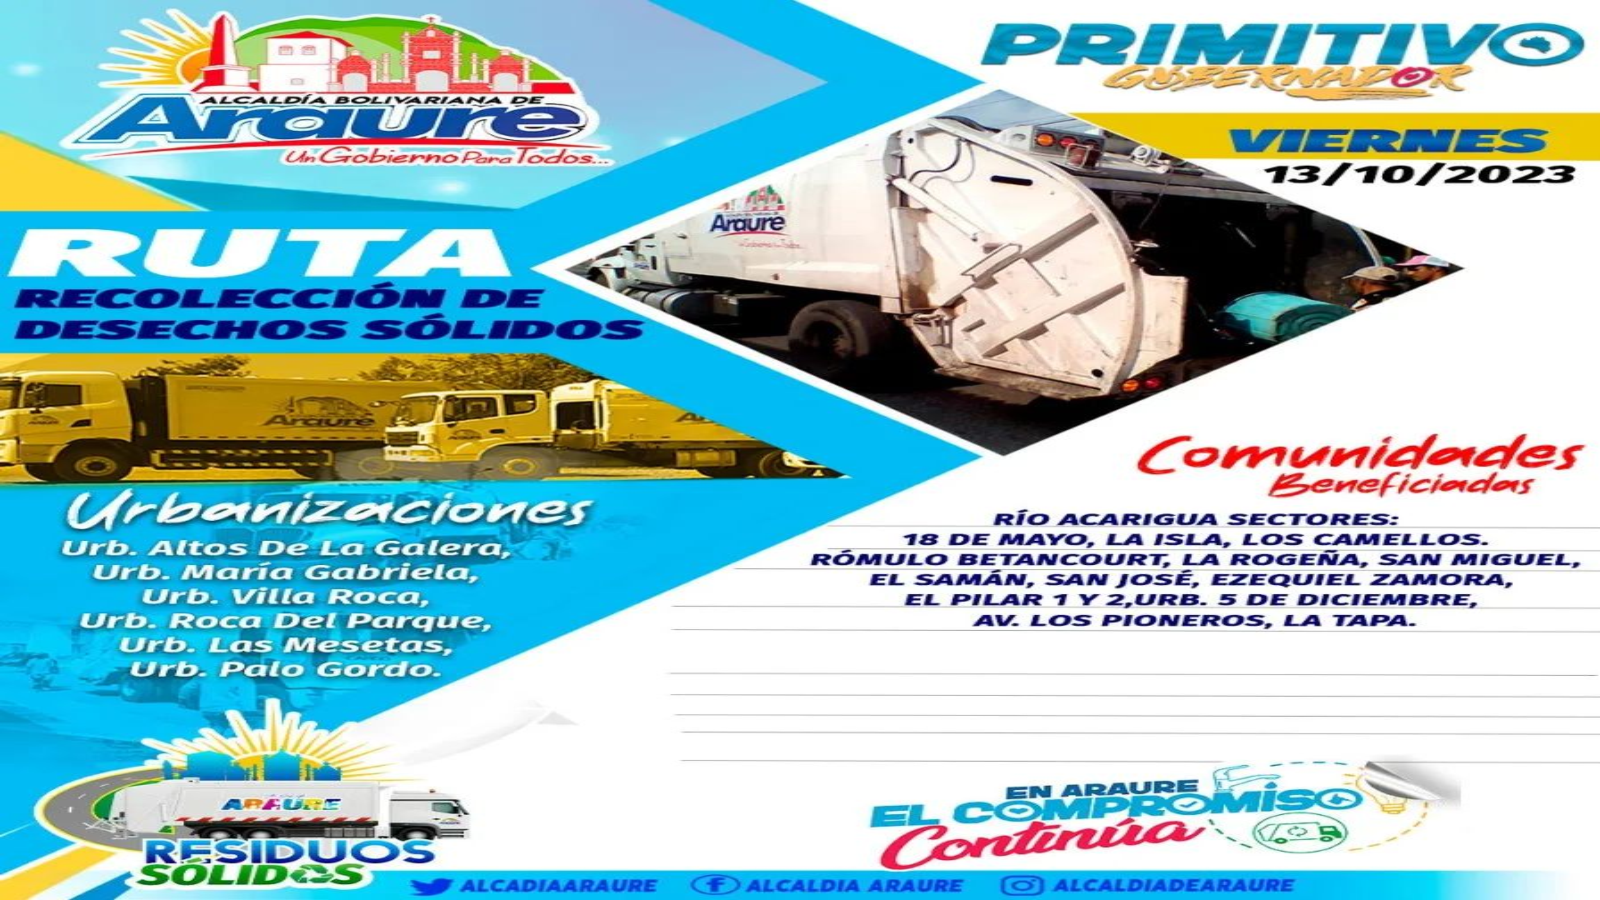 ALCALDÍA BOLIVARIANA DE
Araure
Un Gobierno Para Todos...
PRIMITIVO
GOBERNADOR
VIERNES
13/10/2023
RUTA
RECOLECCIÓN DE
DESECHOS SÓLIDOS
Araure
Araure
Urbanizaciones
Urb. Altos De La Galera,
Urb. María Gabriela,
Urb. Villa Roca,
Urb. Roca Del Parque,
Urb. Las Mesetas,
Urb. Palo Gordo.
Comunidades
Beneficiadas
RÍO ACARIGUA SECTORES:
18 DE MAYO, LA ISLA, LOS CAMELLOS.
RÓMULO BETANCOURT, LA ROGEÑA, SAN MIGUEL,
EL SAMÁN, SAN JOSÉ, EZEQUIEL ZAMORA,
EL PILAR 1 Y 2,URB. 5 DE DICIEMBRE,
AV. LOS PIONEROS, LA TAPA.
ARAURE
RESIDUOS
SÓLIDOS
EN ARAURE
EL COMPROMISO
Continúa
ALCADIAARAURE
ALCALDIA ARAURE
ALCALDIADEARAURE